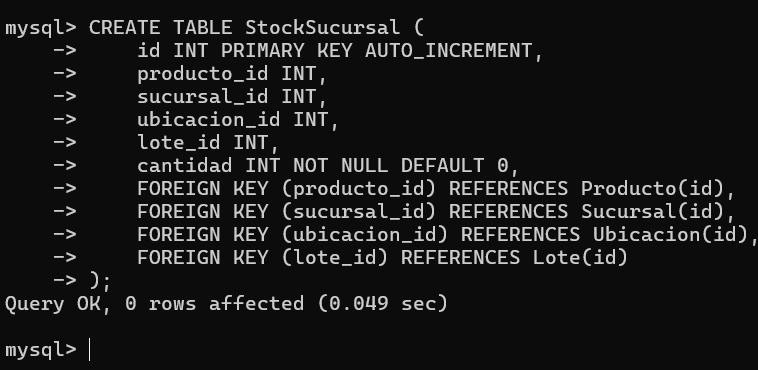 mysql> CREATE TABLE StockSucursal (
    ->     id INT PRIMARY KEY AUTO_INCREMENT,
    ->     producto_id INT,
    ->     sucursal_id INT,
    ->     ubicacion_id INT,
    ->     lote_id INT,
    ->     cantidad INT NOT NULL DEFAULT 0,
    ->     FOREIGN KEY (producto_id) REFERENCES Producto(id),
    ->     FOREIGN KEY (sucursal_id) REFERENCES Sucursal(id),
    ->     FOREIGN KEY (ubicacion_id) REFERENCES Ubicacion(id),
    ->     FOREIGN KEY (lote_id) REFERENCES Lote(id)
    -> );
Query OK, 0 rows affected (0.049 sec)
mysql>